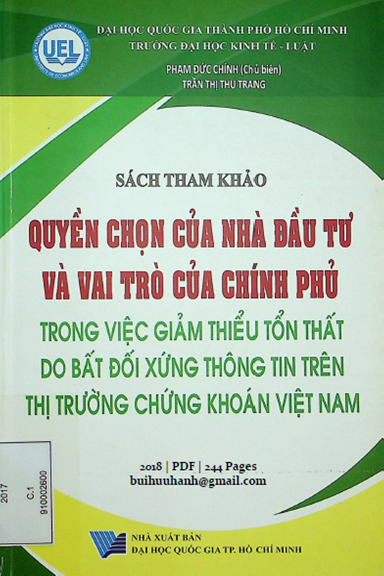 UEL
ĐẠI HỌC QUỐC GIA THÀNH PHỐ HỒ CHÍ MINH
TRƯỜNG ĐẠI HỌC KINH TẾ - LUẬT
PHẠM ĐỨC CHÍNH (Chủ biên)
TRẦN THỊ THU TRANG
SÁCH THAM KHẢO
QUYỀN CHỌN CỦA NHÀ ĐẦU TƯ
VÀ VAI TRÒ CỦA CHÍNH PHỦ
TRONG VIỆC GIẢM THIỂU TỔN THẤT
DO BẤT ĐỐI XỨNG THÔNG TIN TRÊN
THỊ TRƯỜNG CHỨNG KHOÁN VIỆT NAM
2017
C.1
910002600
2018 | PDF | 244 Pages
buihuuhanh@gmail.com
NHÀ XUẤT BẢN
ĐẠI HỌC QUỐC GIA TP. HỒ CHÍ MINH